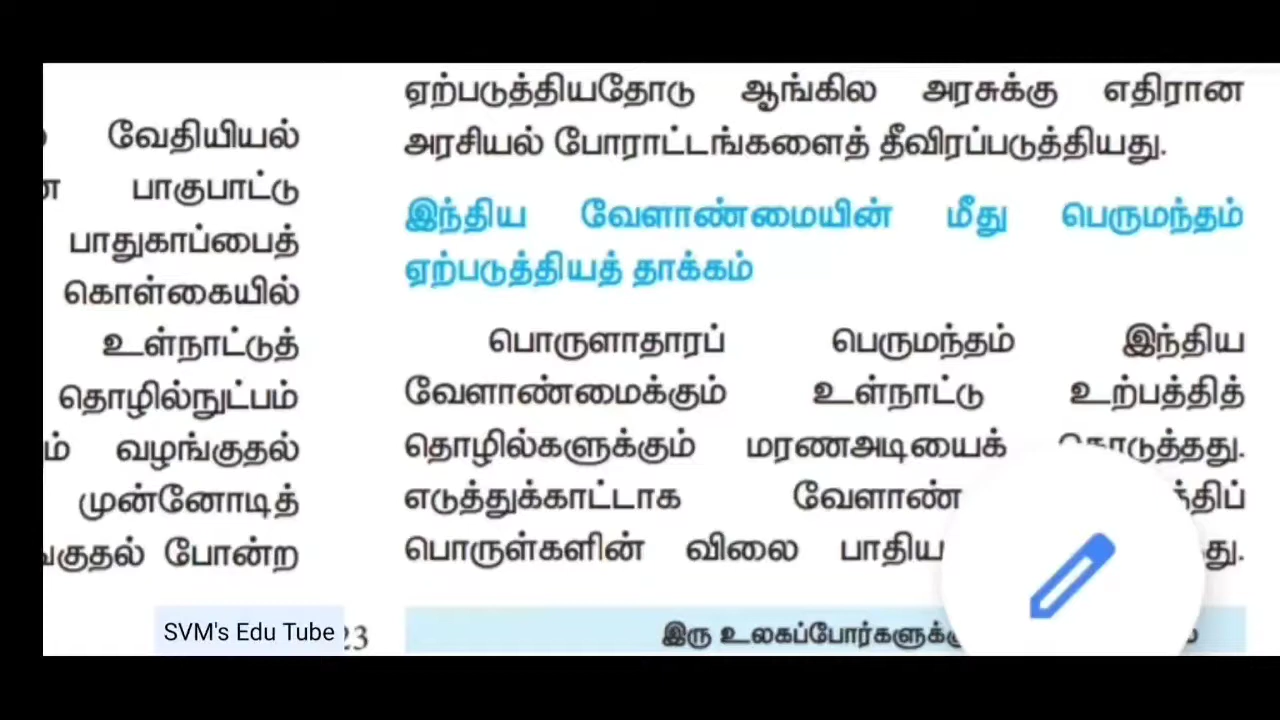 வேதியியல்
பாகுபாட்டு
பாதுகாப்பைத்
கொள்கையில்
உள்நாட்டுத்
தொழில்நுட்பம்
வழங்குதல்
முன்னோடித்
போன்ற
ஏற்படுத்தியதோடு ஆங்கில அரசுக்கு எதிரான
அரசியல் போராட்டங்களைத் தீவிரப்படுத்தியது.
இந்திய வேளாண்மையின் மீது பெருமந்தம்
ஏற்படுத்தியத் தாக்கம்
பொருளாதாரப் பெருமந்தம் இந்திய
வேளாண்மைக்கும் உள்நாட்டு உற்பத்தித்
தொழில்களுக்கும் மரணஅடியைக்
எடுத்துக்காட்டாக
பொருள்களின் விலை
SVM's Edu Tube
இரு